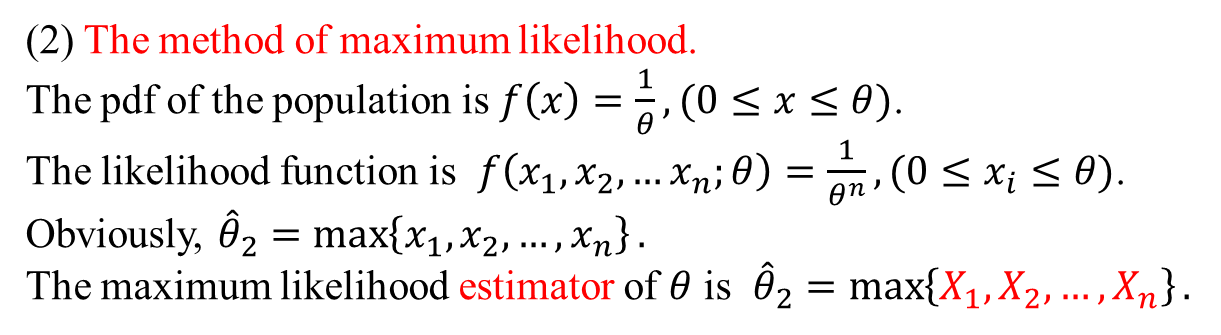 (2) The method of maximum likelihood.
The pdf of the population is f(x) = 1/θ, (0 ≤ x ≤ θ).
The likelihood function is f(x₁, x₂, … xₙ; θ) = 1/θⁿ, (0 ≤ xᵢ ≤ θ).
Obviously, θ̂₂ = max{x₁, x₂, … , xₙ}.
The maximum likelihood estimator of θ is θ̂₂ = max{X₁, X₂, … , Xₙ}.